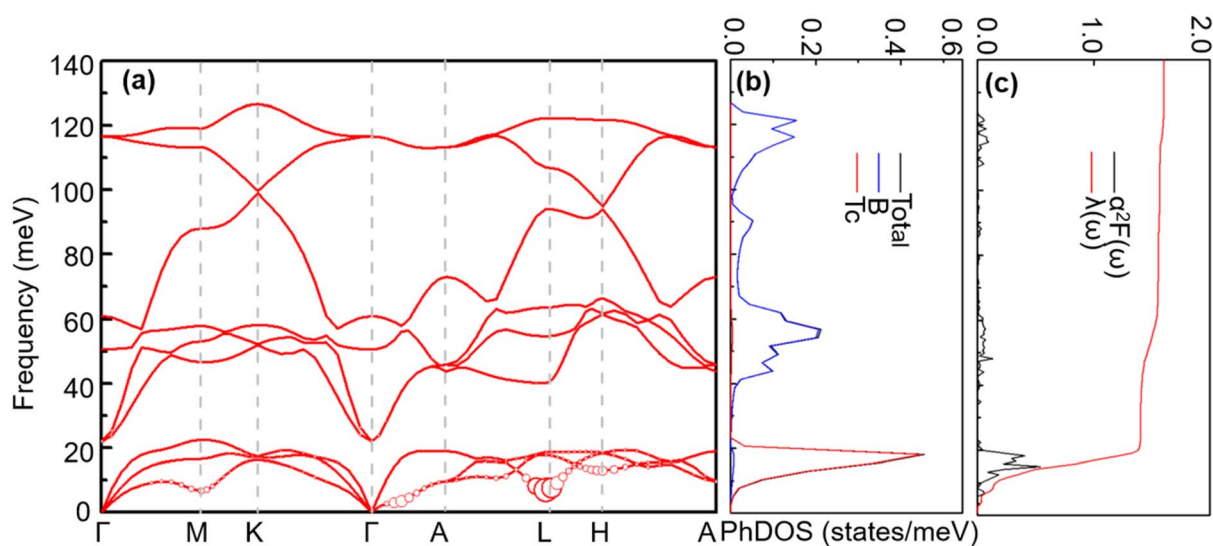 (a)
Frequency (meV)
140
120
100
80
60
40
20
0
Γ M K Γ A L H A
(b)
0.0 0.2 0.4 0.6
Total
B
Tc
PhDOS (states/meV)
(c)
0.0 1.0 2.0
α²F(ω)
λ(ω)